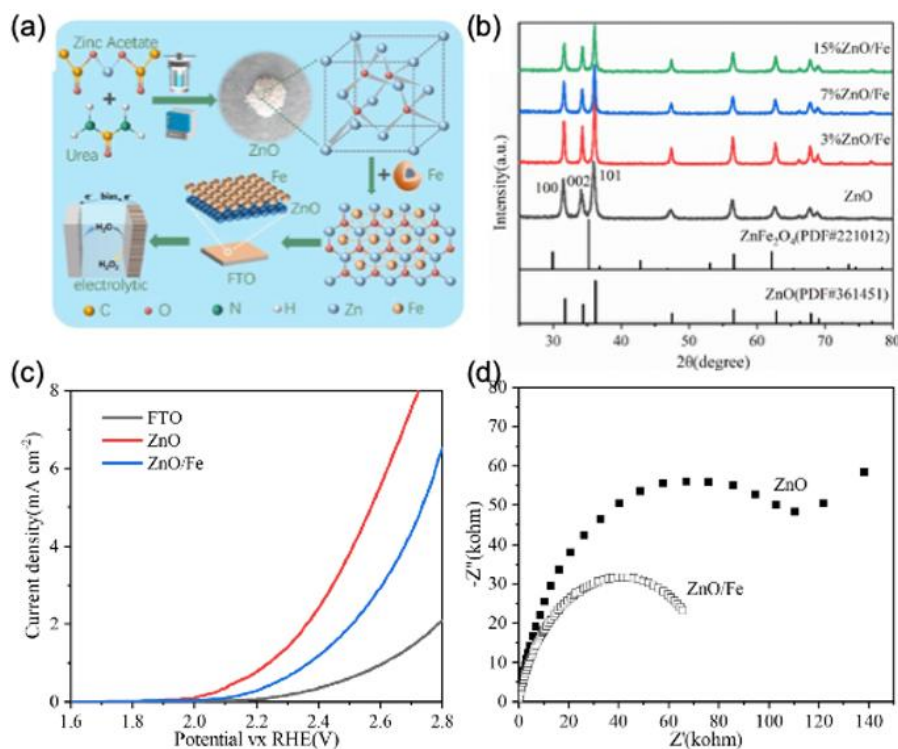 (a)
Zinc Acetate
+
Urea
ZnO
+ Fe
Fe
ZnO
FTO
e⁻ bias e⁻
H₂O
H₂O₂
electrolytic
C O N H Zn Fe
(b)
Intensity(a.u.)
15%ZnO/Fe
7%ZnO/Fe
3%ZnO/Fe
100 002 101
ZnO
ZnFe₂O₄(PDF#221012)
ZnO(PDF#361451)
30 40 50 60 70 80
2θ(degree)
(c)
Current density(mA cm⁻²)
8
6
4
2
0
FTO
ZnO
ZnO/Fe
1.6 1.8 2.0 2.2 2.4 2.6 2.8
Potential vx RHE(V)
(d)
-Z''(kohm)
80
70
60
50
40
30
20
10
0
ZnO
ZnO/Fe
0 20 40 60 80 100 120 140
Z'(kohm)